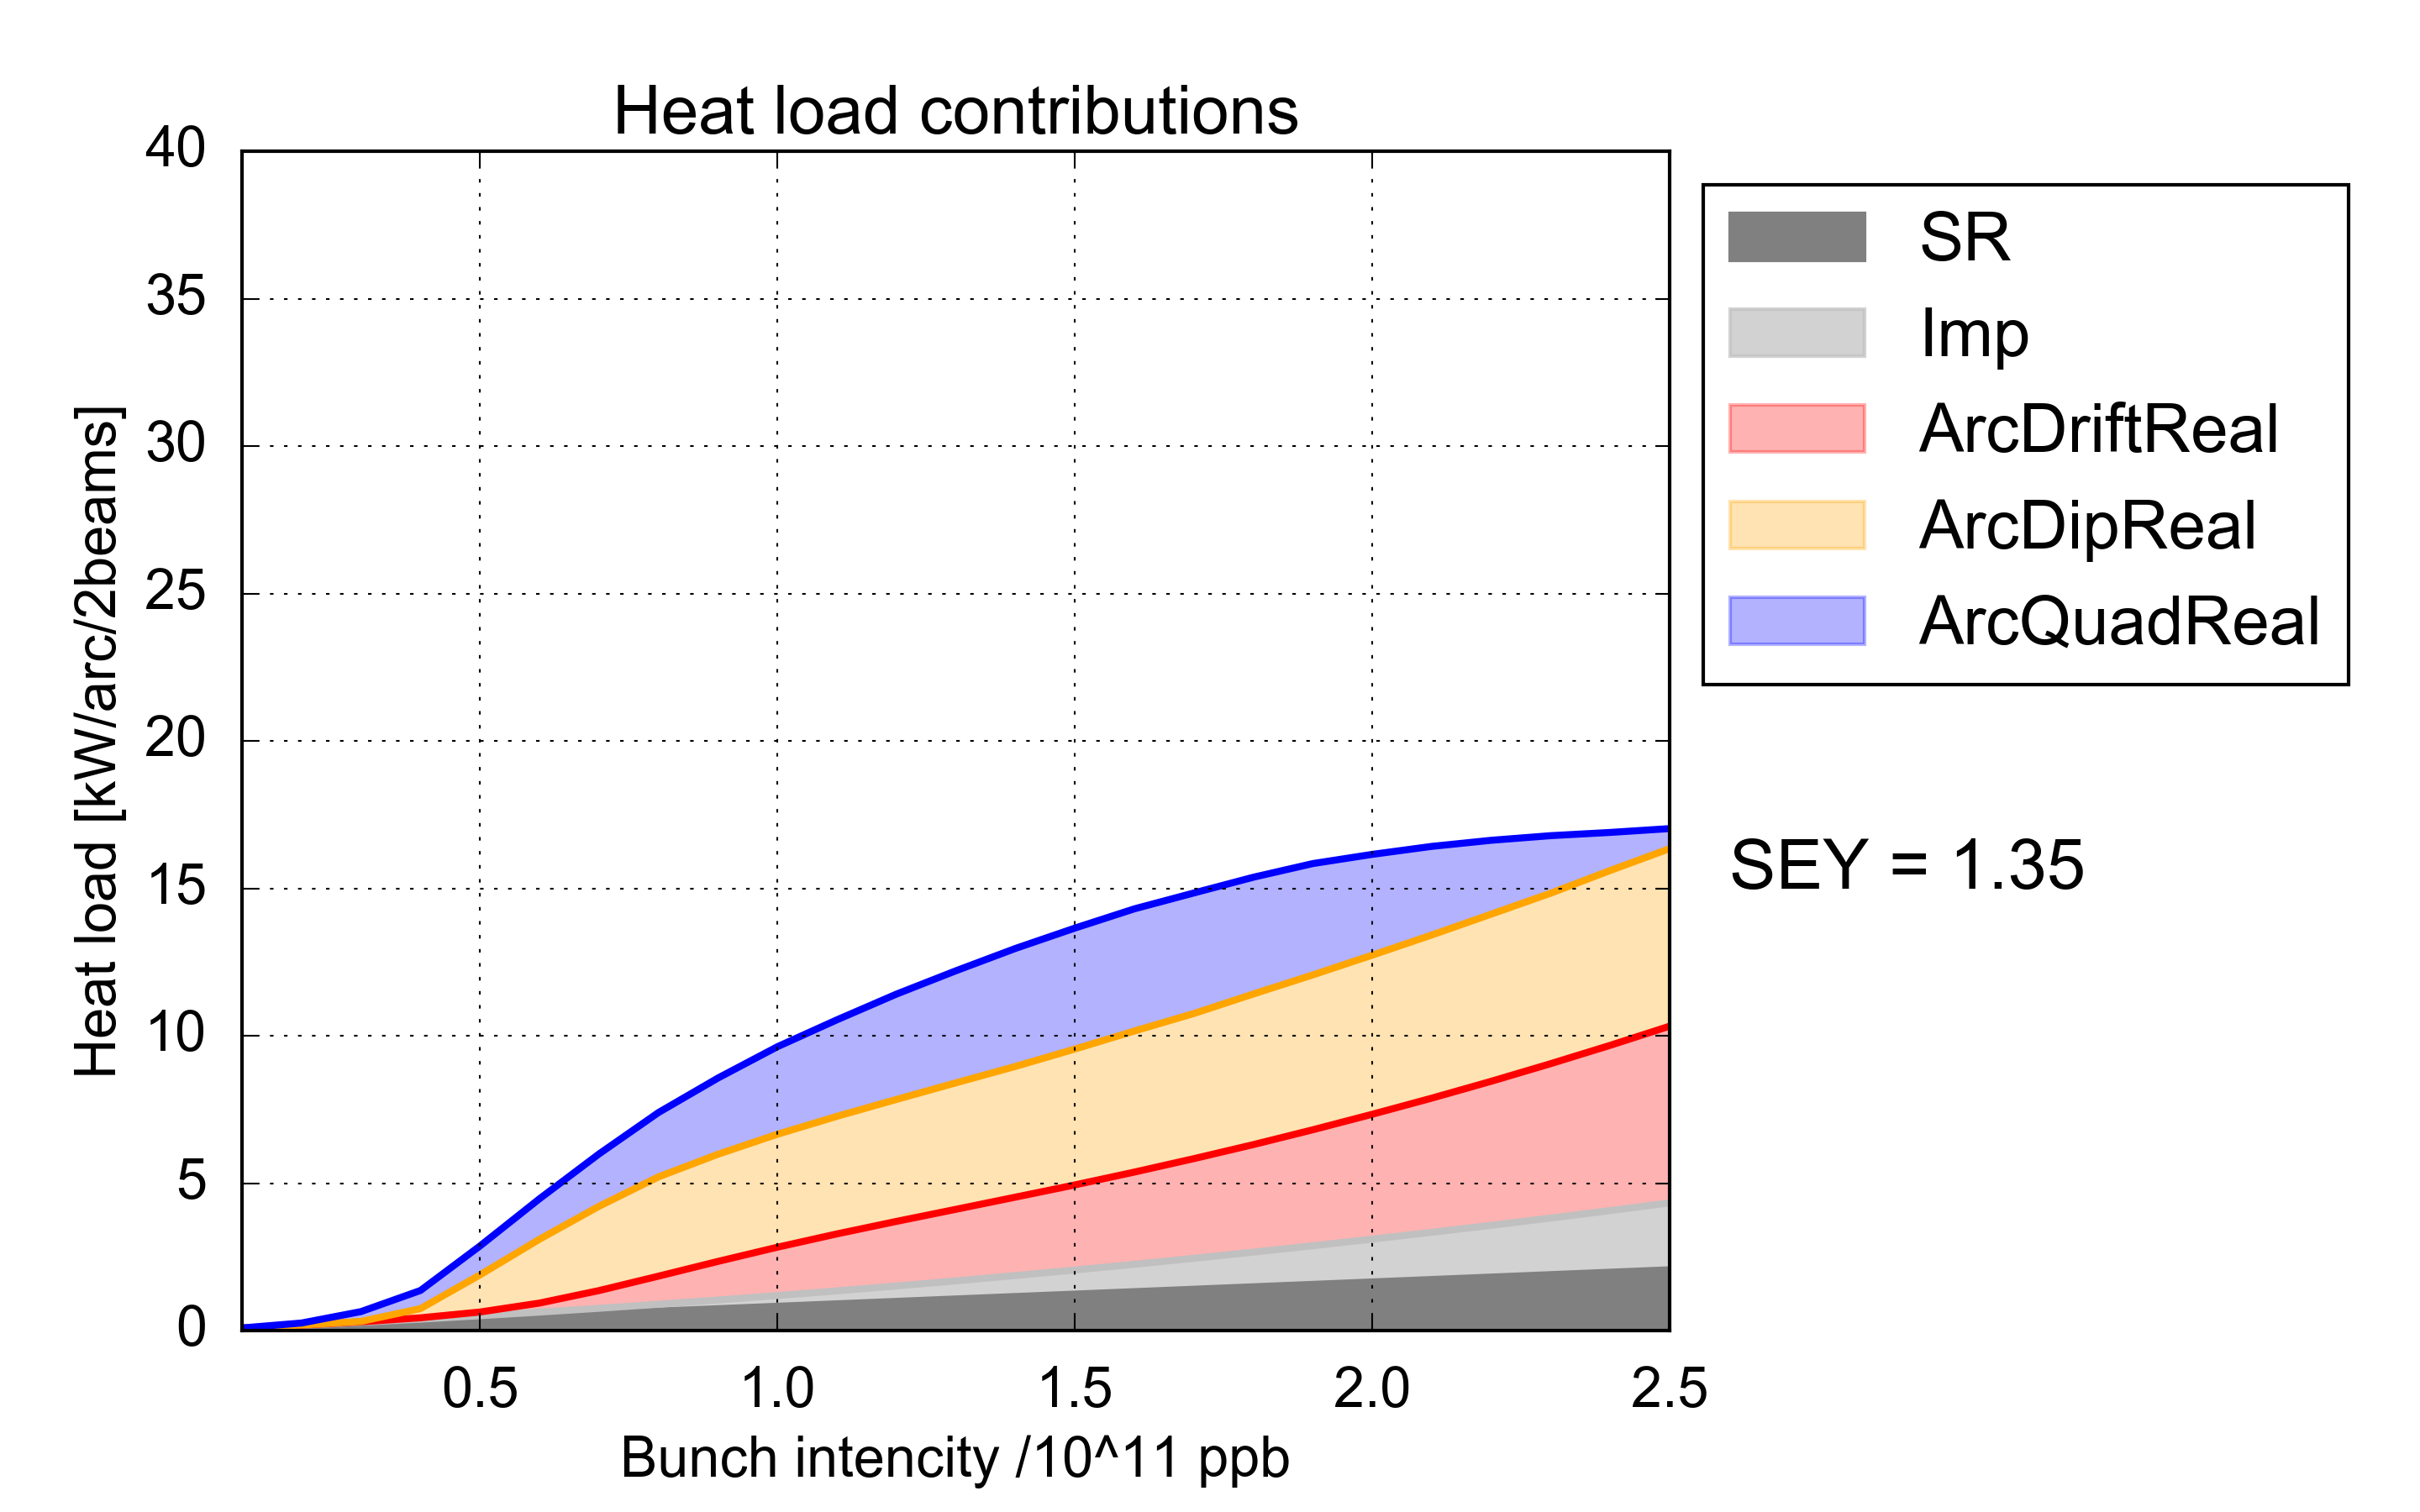 Heat load contributions
40
35
30
25
20
15
10
5
0
Heat load [kW/arc/2beams]
0.5 1.0 1.5 2.0 2.5
Bunch intencity /10^11 ppb
SR
Imp
ArcDriftReal
ArcDipReal
ArcQuadReal
SEY = 1.35